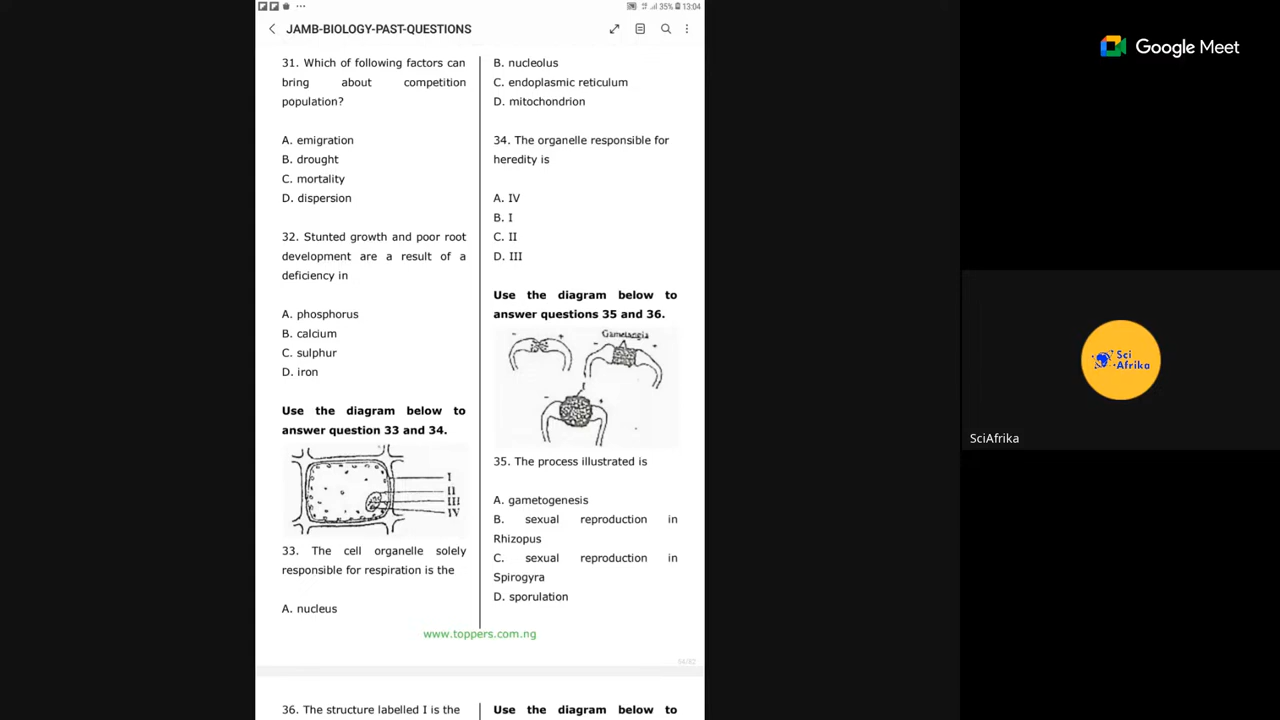 35% 13:04
JAMB-BIOLOGY-PAST-QUESTIONS
Google Meet
31. Which of following factors can
bring about competition
population?
A. emigration
B. drought
C. mortality
D. dispersion
32. Stunted growth and poor root
development are a result of a
deficiency in
A. phosphorus
B. calcium
C. sulphur
D. iron
Use the diagram below to
answer question 33 and 34.
I
II
III
IV
33. The cell organelle solely
responsible for respiration is the
A. nucleus
B. nucleolus
C. endoplasmic reticulum
D. mitochondrion
34. The organelle responsible for
heredity is
A. IV
B. I
C. II
D. III
Use the diagram below to
answer questions 35 and 36.
Gametangia
- +
- +
I
- +
35. The process illustrated is
A. gametogenesis
B. sexual reproduction in
Rhizopus
C. sexual reproduction in
Spirogyra
D. sporulation
www.toppers.com.ng
36. The structure labelled I is the
Use the diagram below to
Sci
Afrika
SciAfrika